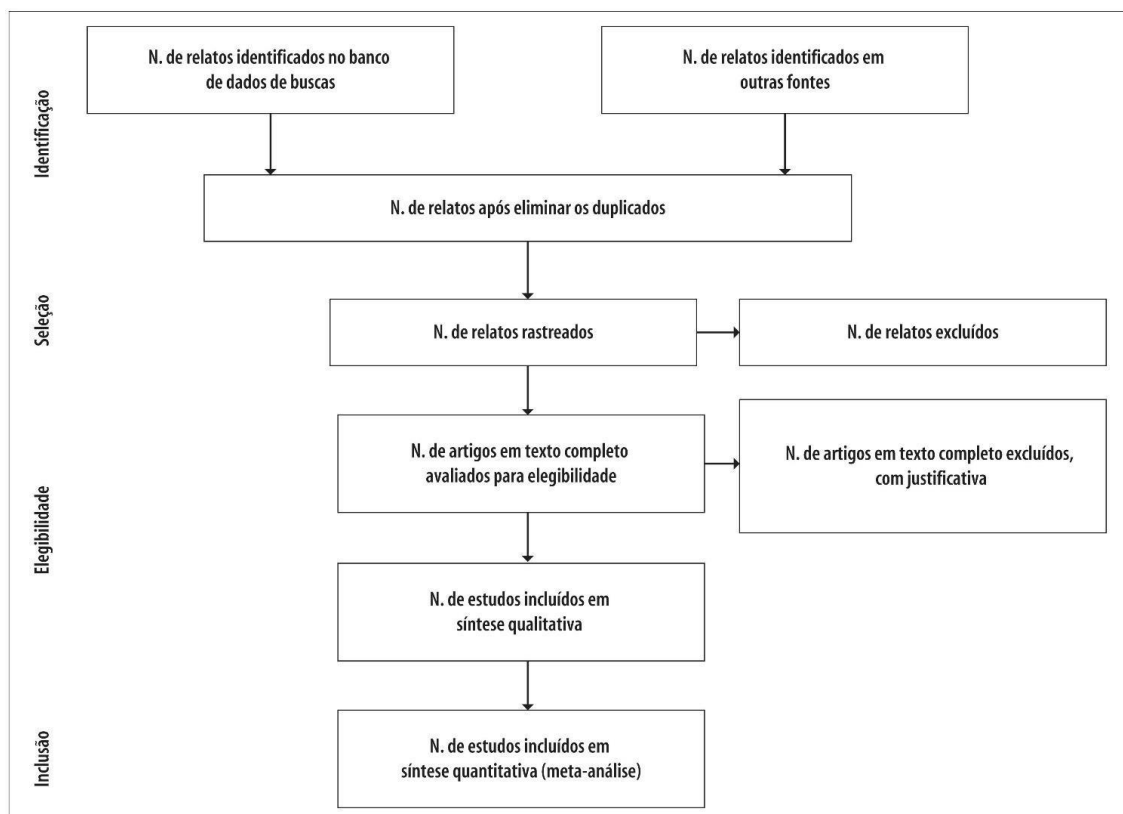 Identificação
N. de relatos identificados no banco
de dados de buscas
N. de relatos identificados em
outras fontes
N. de relatos após eliminar os duplicados
Seleção
N. de relatos rastreados
N. de relatos excluídos
Elegibilidade
N. de artigos em texto completo
avaliados para elegibilidade
N. de artigos em texto completo excluídos,
com justificativa
N. de estudos incluídos em
síntese qualitativa
Inclusão
N. de estudos incluídos em
síntese quantitativa (meta-análise)